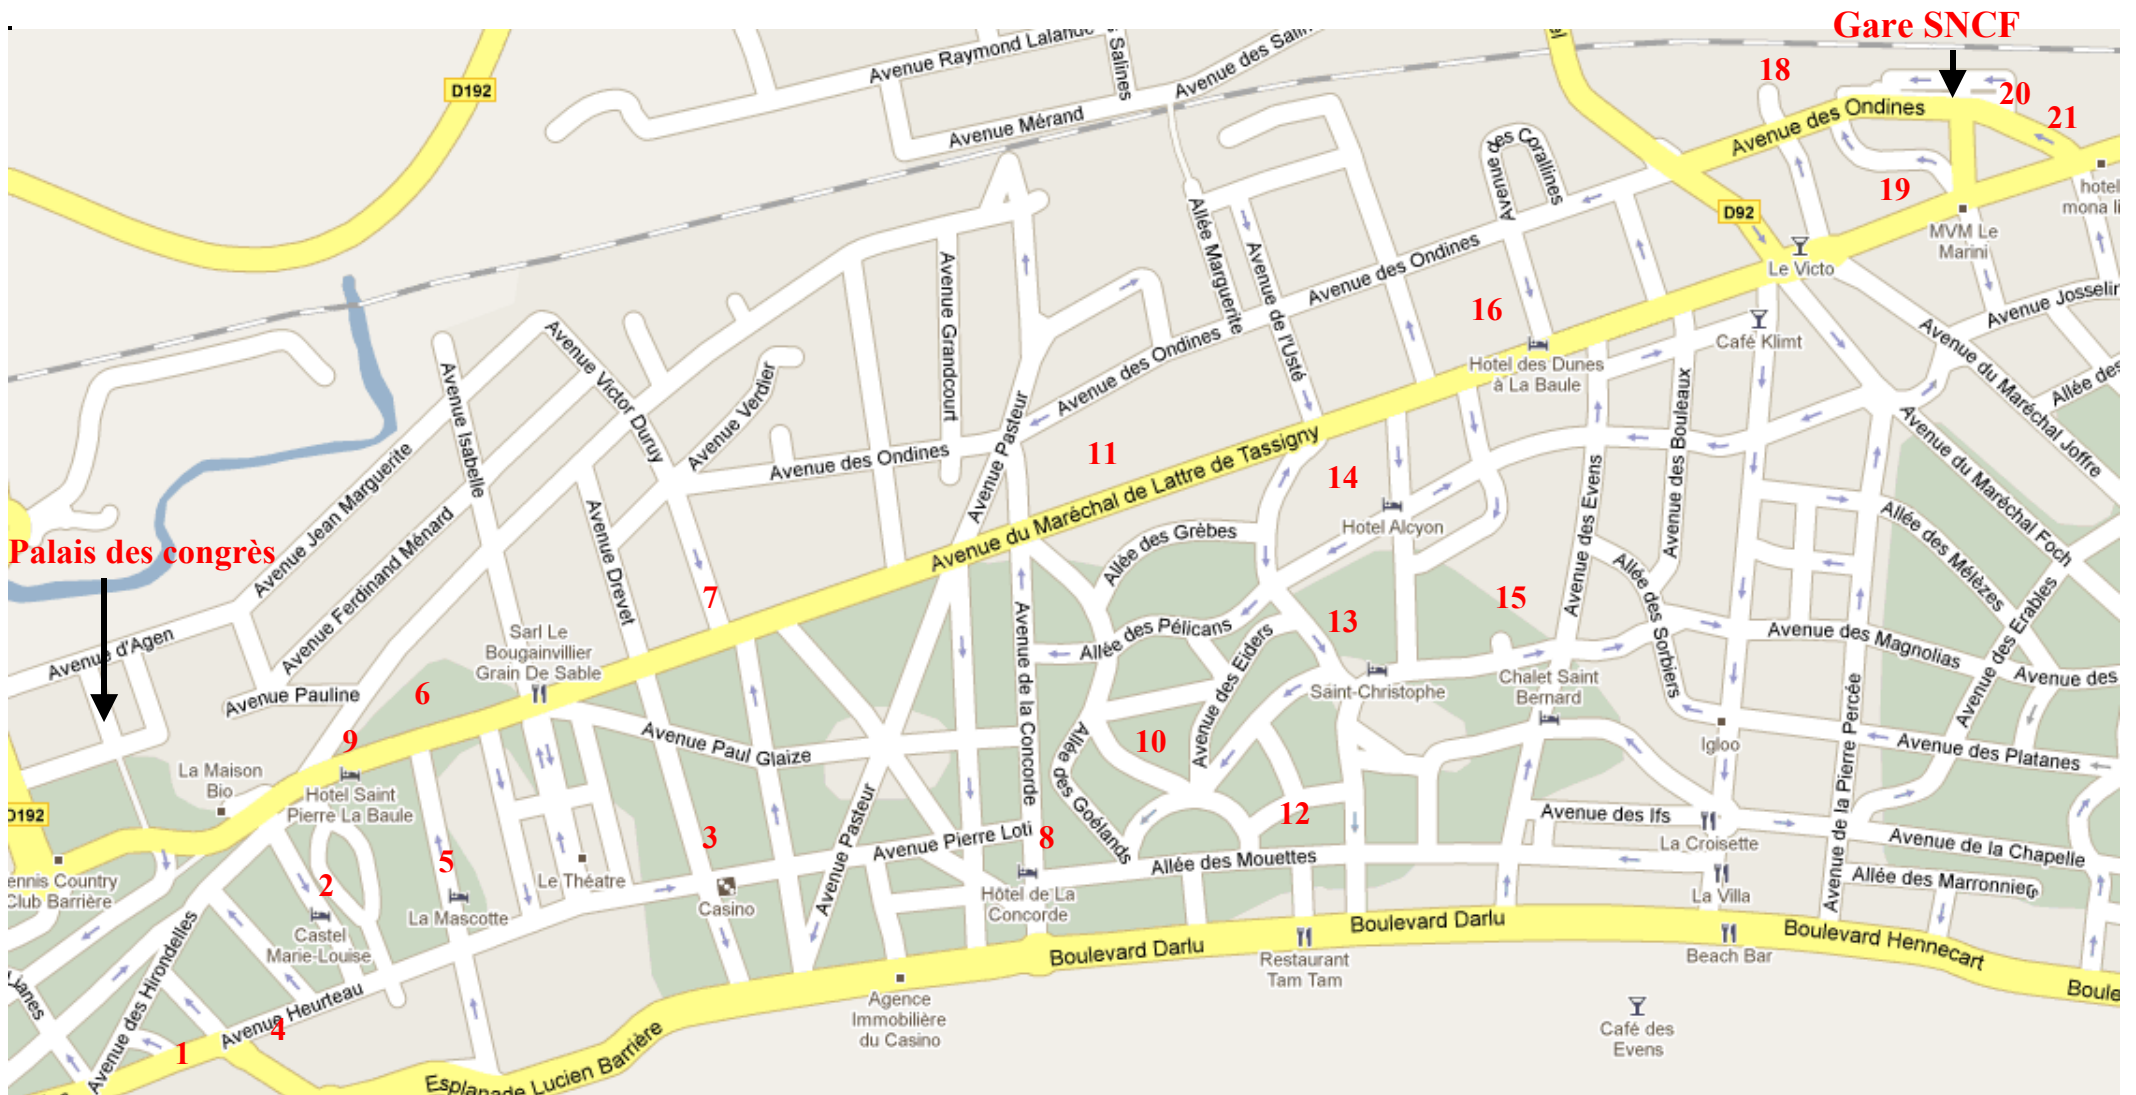 Gare SNCF
Avenue Raymond Lalande
Salines
Avenue des Salin
D192
18
20
21
Avenue Mérand
Avenue des Ondines
Avenue des Corallines
19
hotel
mona li
D92
MVM Le
Marini
Le Victo
Allée Marguerite
Avenue de l'Usté
Avenue des Ondines
Avenue Grandcourt
16
Avenue Josselin
Café Klimt
Hotel des Dunes
à La Baule
Avenue du Maréchal Joffre
Allée des
Avenue Isabelle
Avenue Victor Duruy
Avenue Verdier
Avenue des Ondines
Avenue des Ondines
Avenue Pasteur
11
Avenue du Maréchal de Lattre de Tassigny
14
Hotel Alcyon
Avenue des Bouleaux
Avenue des Evens
Avenue du Maréchal Foch
Allée des Mélèzes
Avenue Jean Marguerite
Avenue Ferdinand Ménard
Avenue Drevet
Palais des congrès
7
Allée des Grèbes
15
Allée des Sorbiers
Avenue des Erables
Avenue d'Agen
Sarl Le
Bougainvillier
Grain De Sable
Avenue de la Concorde
Allée des Pélicans
Avenue des Eiders
13
Avenue des Magnolias
Avenue des
Saint-Christophe
Chalet Saint
Bernard
Avenue Pauline
6
9
Avenue Paul Glaize
10
Allée des Goélands
Igloo
Avenue de la Pierre Percée
Avenue des Platanes
La Maison
Bio
Hotel Saint
Pierre La Baule
D192
12
Avenue des Ifs
La Croisette
Avenue de la Chapelle
3
8
Avenue Pierre Loti
Avenue Pasteur
Allée des Mouettes
ennis Country
Club Barrière
2
5
Le Théatre
Casino
La Mascotte
Hôtel de La
Concorde
La Villa
Allée des Marronniers
Castel
Marie-Louise
Avenue des Hirondelles
Lianes
Boulevard Darlu
Boulevard Darlu
Boulevard Hennecart
Restaurant
Tam Tam
Beach Bar
Boule
Agence
Immobilière
du Casino
Café des
Evens
Avenue Heurteau
4
1
Esplanade Lucien Barrière